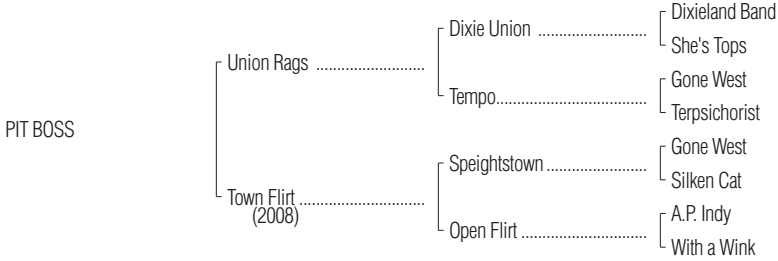 Dixieland Band
Dixie Union ..........................
She's Tops
Union Rags ..........................
Gone West
Tempo.....................................
Terpsichorist
PIT BOSS
Gone West
Speightstown .........................
Silken Cat
Town Flirt ...............................
(2008)
A.P. Indy
Open Flirt ...............................
With a Wink